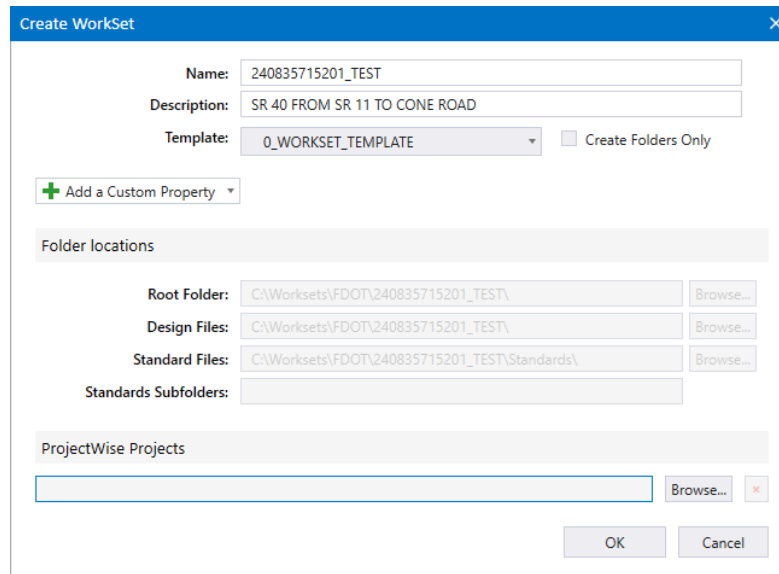 Create WorkSet
Name: 240835715201_TEST
Description: SR 40 FROM SR 11 TO CONE ROAD
Template: 0_WORKSET_TEMPLATE Create Folders Only
Add a Custom Property
Folder locations
Root Folder: C:\Worksets\FDOT\240835715201_TEST\ Browse...
Design Files: C:\Worksets\FDOT\240835715201_TEST\ Browse...
Standard Files: C:\Worksets\FDOT\240835715201_TEST\Standards\ Browse...
Standards Subfolders:
ProjectWise Projects
Browse...
OK Cancel